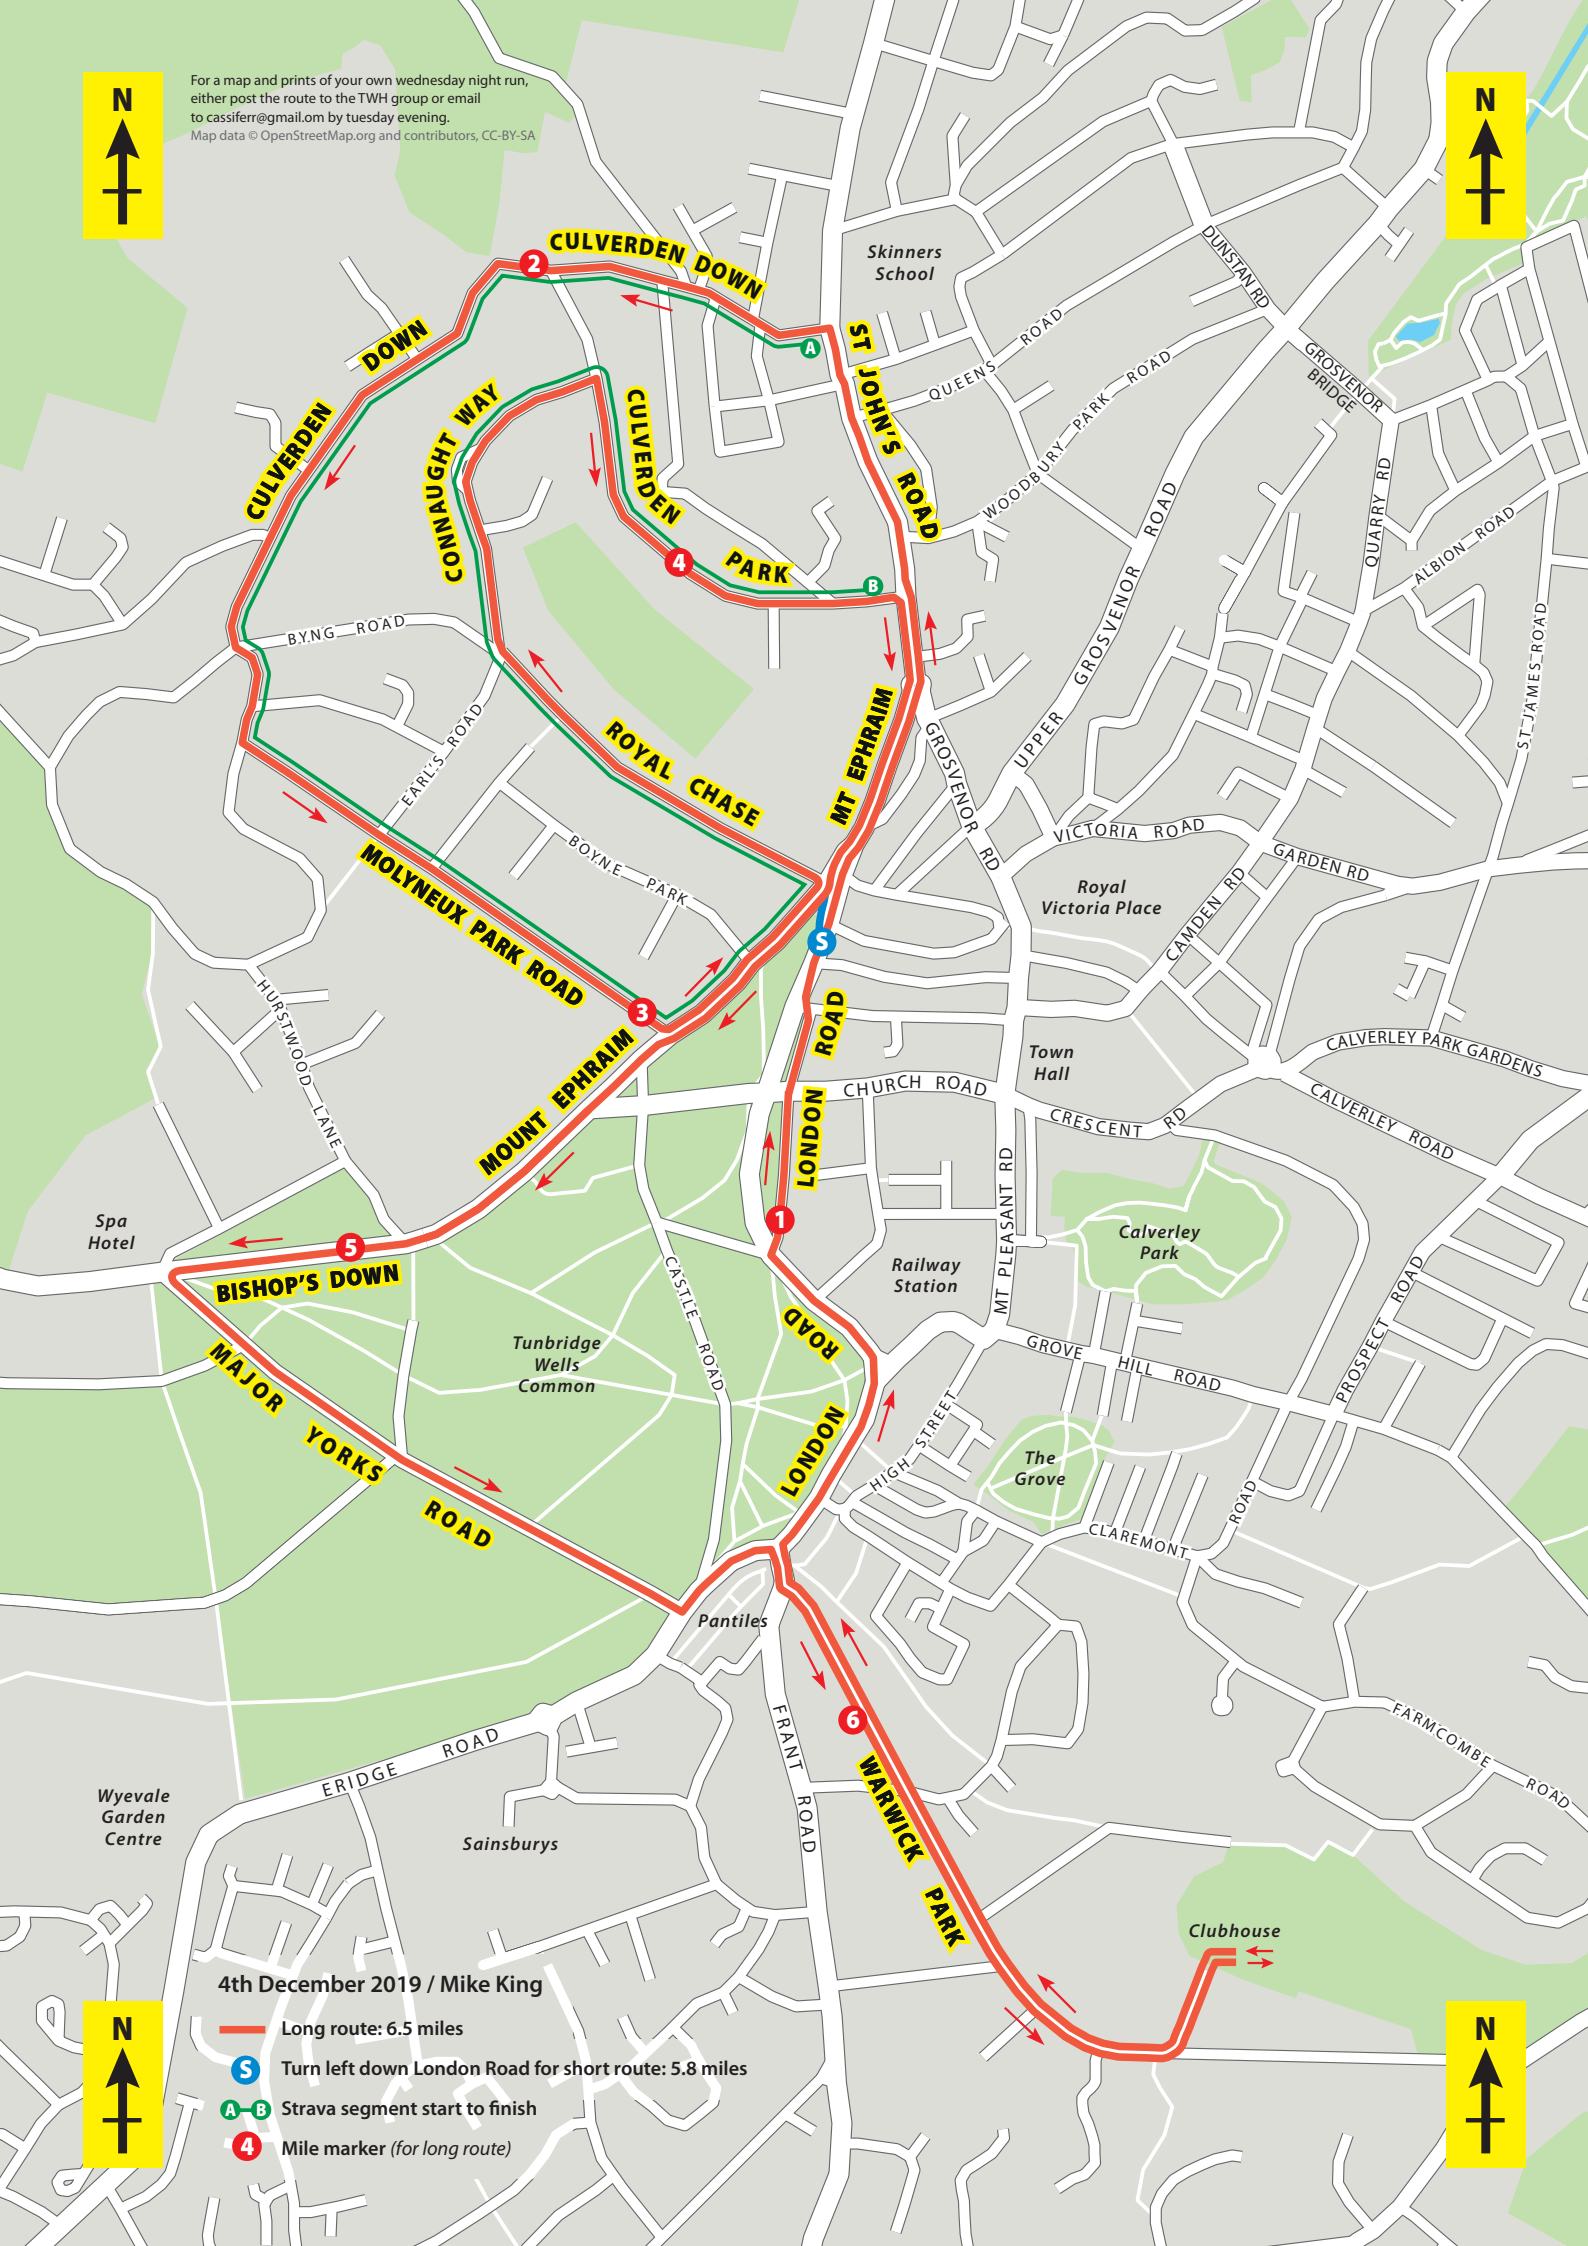 N
For a map and prints of your own wednesday night run,
either post the route to the TWH group or email
to cassiferr@gmail.om by tuesday evening.
Map data © OpenStreetMap.org and contributors, CC-BY-SA
N
2
CULVERDEN DOWN
Skinners
School
DUNSTAN RD
CULVERDEN DOWN
A
ST JOHN'S ROAD
QUEENS ROAD
WOODBURY PARK ROAD
GROSVENOR
BRIDGE
CONNAUGHT WAY
CULVERDEN PARK
4
B
UPPER GROSVENOR ROAD
QUARRY RD
ALBION ROAD
ST JAMES ROAD
BYNG ROAD
EARL'S ROAD
ROYAL CHASE
MT EPHRAIM
GROSVENOR RD
VICTORIA ROAD
GARDEN RD
BOYNE PARK
MOLYNEUX PARK ROAD
Royal
Victoria Place
CAMDEN RD
S
3
HURSTWOOD LANE
MOUNT EPHRAIM
LONDON ROAD
Town
Hall
CALVERLEY PARK GARDENS
CHURCH ROAD
CRESCENT RD
CALVERLEY ROAD
MT PLEASANT RD
Spa
Hotel
5
BISHOP'S DOWN
1
Calverley
Park
Railway
Station
CASTLE ROAD
LONDON ROAD
Tunbridge
Wells
Common
MAJOR YORKS ROAD
GROVE HILL ROAD
PROSPECT ROAD
HIGH STREET
The
Grove
CLAREMONT ROAD
Pantiles
6
FRANT ROAD
ERIDGE ROAD
FARMCOMBE ROAD
WARWICK PARK
Wyevale
Garden
Centre
Sainsburys
Clubhouse
4th December 2019 / Mike King
Long route: 6.5 miles
S Turn left down London Road for short route: 5.8 miles
A B Strava segment start to finish
4 Mile marker (for long route)
N
N